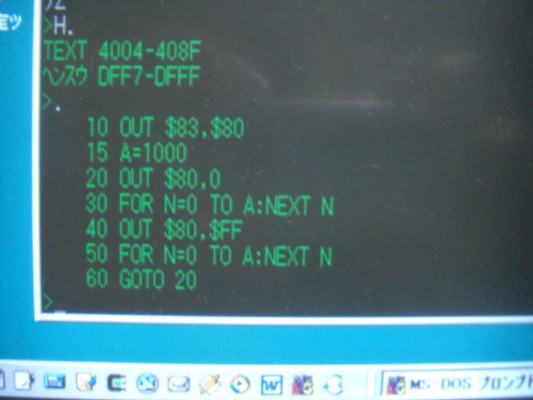 定ツ
>H.
TEXT 4004-408F
ヘンスウ DFF7-DFFF
>.
10 OUT $83,$80
15 A=1000
20 OUT $80,0
30 FOR N=0 TO A:NEXT N
40 OUT $80,$FF
50 FOR N=0 TO A:NEXT N
60 GOTO 20
>_
MS-DOS プロンプト